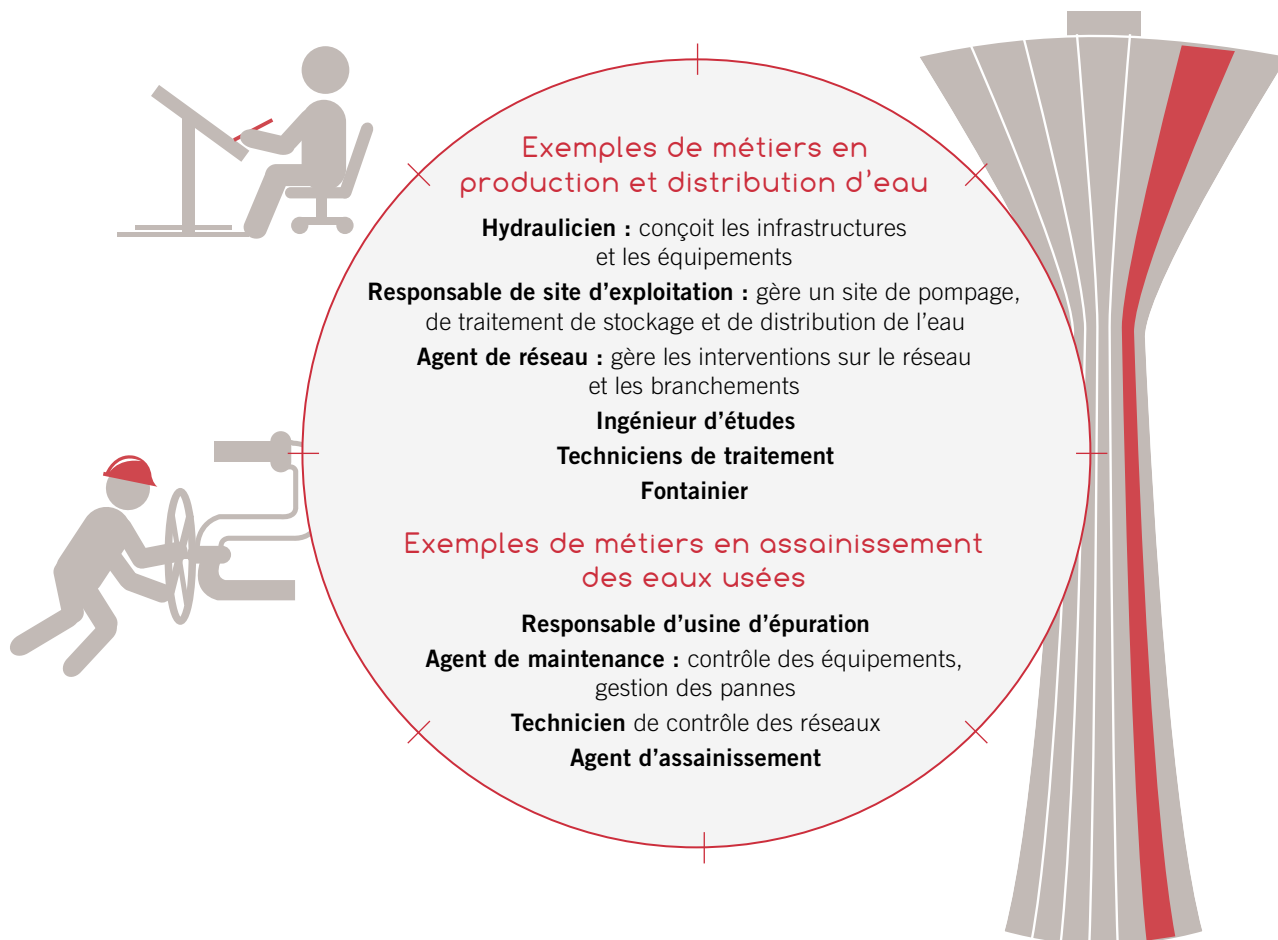 Exemples de métiers en
production et distribution d'eau
Hydraulicien : conçoit les infrastructures
et les équipements
Responsable de site d'exploitation : gère un site de pompage,
de traitement de stockage et de distribution de l'eau
Agent de réseau : gère les interventions sur le réseau
et les branchements
Ingénieur d'études
Techniciens de traitement
Fontainier
Exemples de métiers en assainissement
des eaux usées
Responsable d'usine d'épuration
Agent de maintenance : contrôle des équipements,
gestion des pannes
Technicien de contrôle des réseaux
Agent d'assainissement